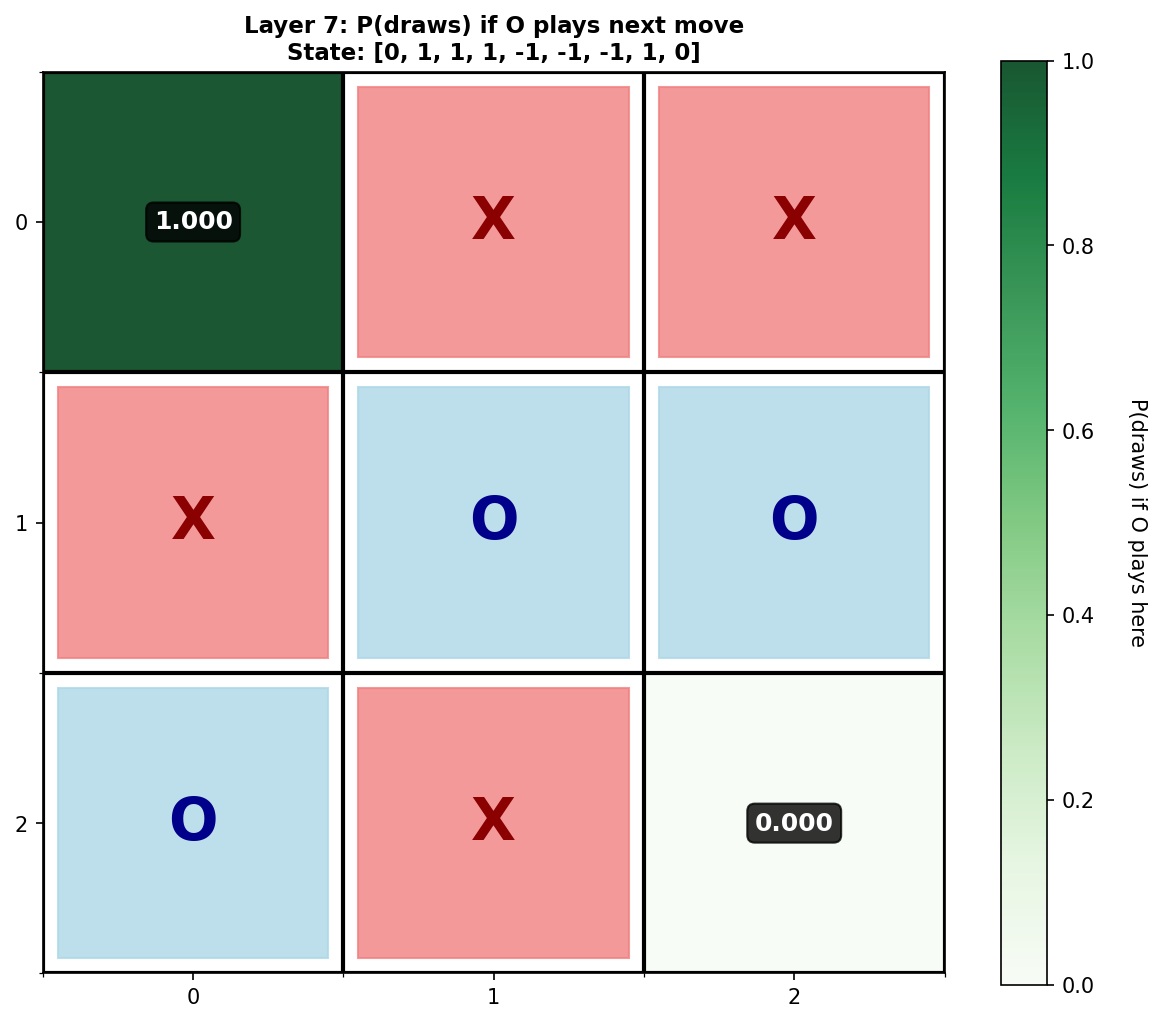 Layer 7: P(draws) if O plays next move
State: [0, 1, 1, 1, -1, -1, -1, 1, 0]
0
1.000
X
X
1
X
O
O
2
O
X
0.000
0
1
2
1.0
0.8
0.6
0.4
0.2
0.0
P(draws) if O plays here